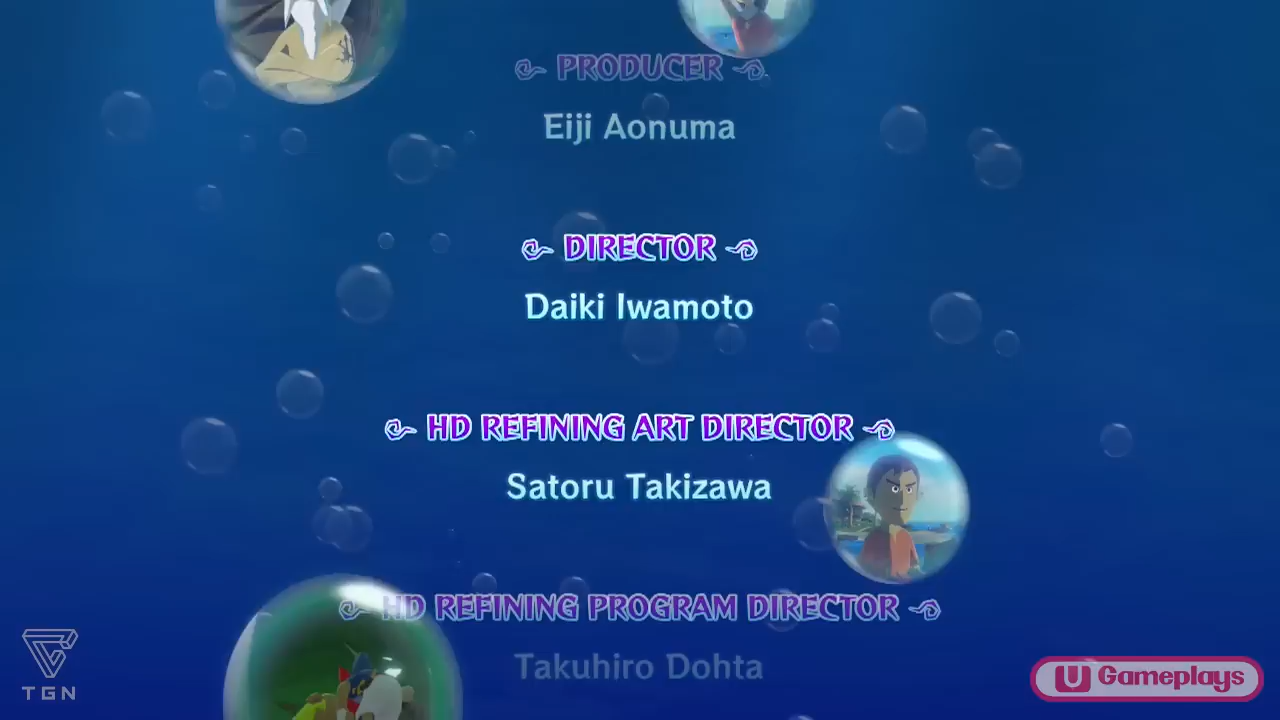 PRODUCER
Eiji Aonuma
DIRECTOR
Daiki Iwamoto
HD REFINING ART DIRECTOR
Satoru Takizawa
HD REFINING PROGRAM DIRECTOR
Takuhiro Dohta
TGN
U Gameplays